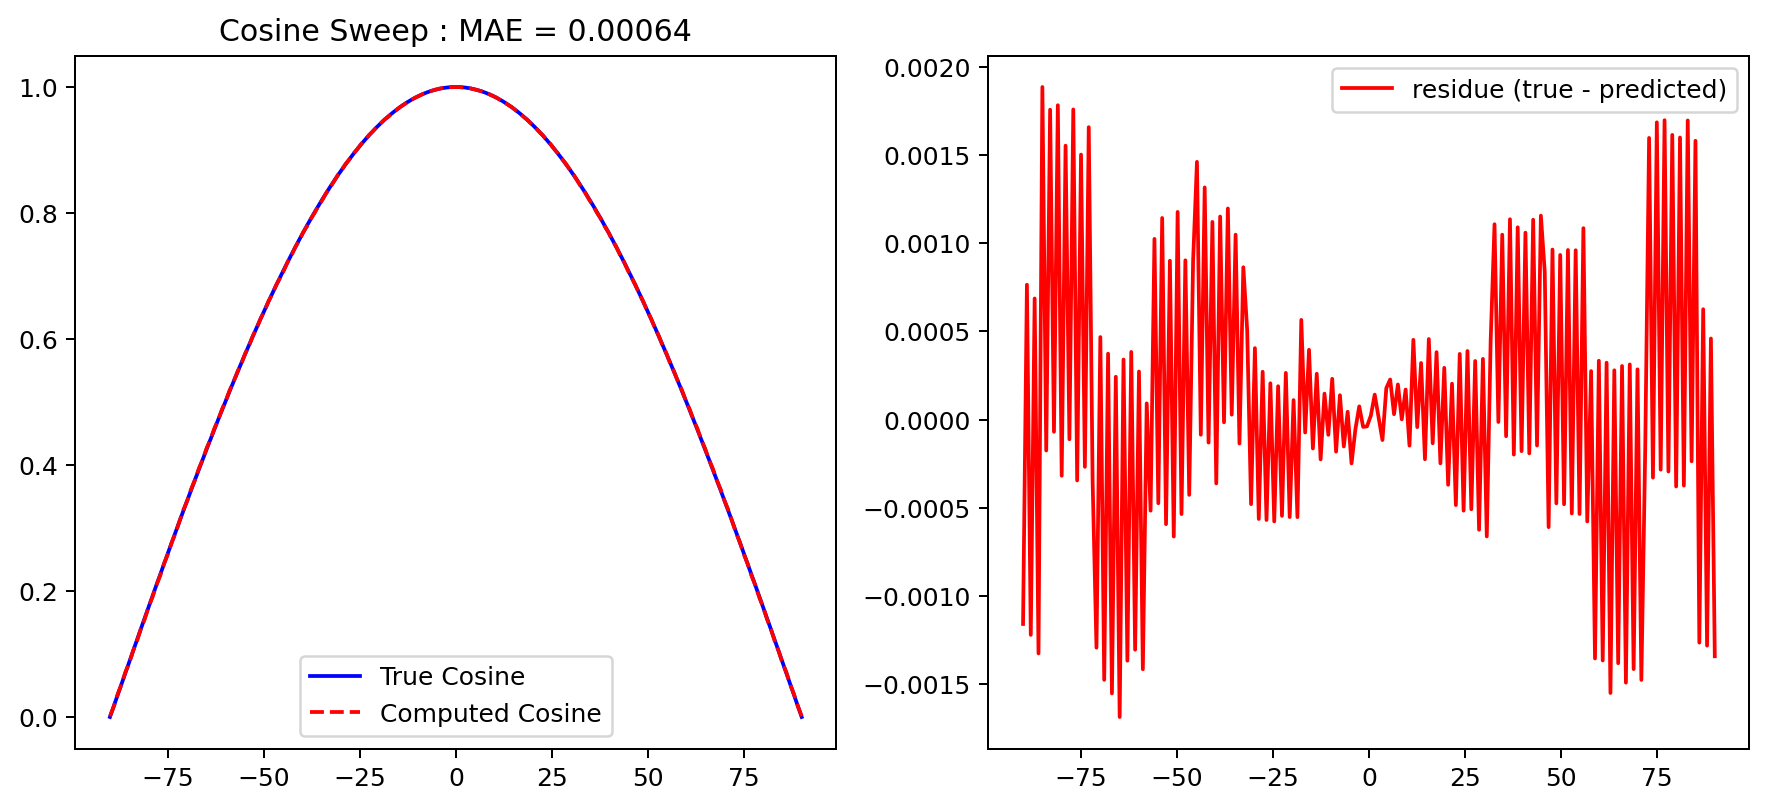 Cosine Sweep : MAE = 0.00064
1.0
0.8
0.6
0.4
0.2
0.0
True Cosine
Computed Cosine
−75 −50 −25 0 25 50 75
residue (true - predicted)
0.0020
0.0015
0.0010
0.0005
0.0000
−0.0005
−0.0010
−0.0015
−75 −50 −25 0 25 50 75